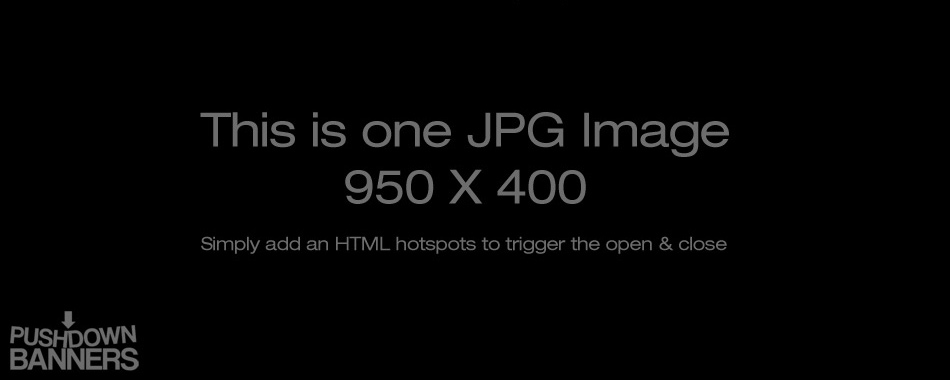 This is one JPG Image
950 X 400
Simply add an HTML hotspots to trigger the open & close
PUSHDOWN
BANNERS